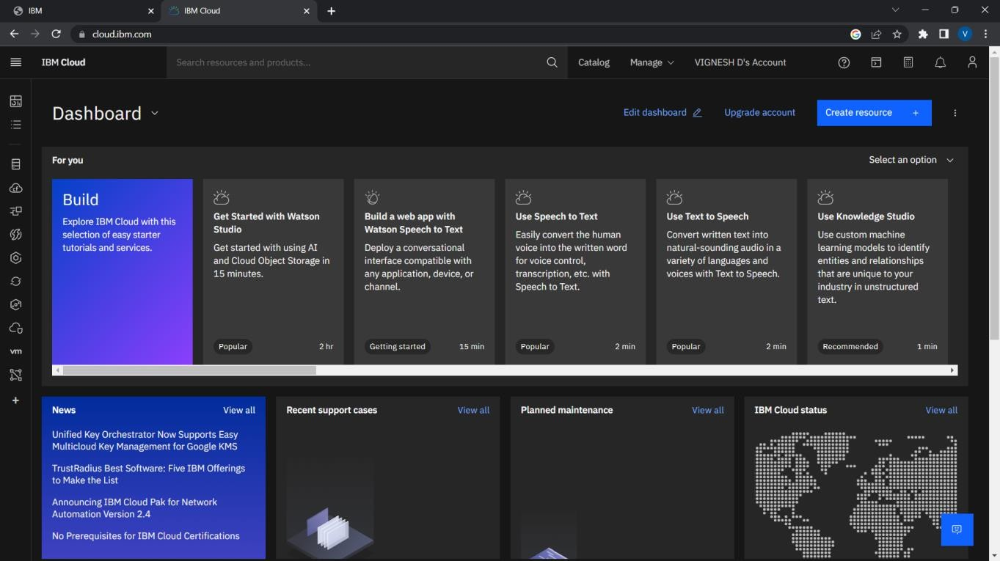 IBM
IBM Cloud
cloud.ibm.com
V
IBM Cloud
Search resources and products...
Catalog
Manage
VIGNESH D's Account
Dashboard
Edit dashboard
Upgrade account
Create resource +
For you
Select an option
Build
Explore IBM Cloud with this
selection of easy starter
tutorials and services.
Get Started with Watson
Studio
Get started with using AI
and Cloud Object Storage in
15 minutes.
Popular
2 hr
Build a web app with
Watson Speech to Text
Deploy a conversational
interface compatible with
any application, device, or
channel.
Getting started
15 min
Use Speech to Text
Easily convert the human
voice into the written word
for voice control,
transcription, etc. with
Speech to Text.
Popular
2 min
Use Text to Speech
Convert written text into
natural-sounding audio in a
variety of languages and
voices with Text to Speech.
Popular
2 min
Use Knowledge Studio
Use custom machine
learning models to identify
entities and relationships
that are unique to your
industry in unstructured
text.
Recommended
1 min
vm
News
View all
Unified Key Orchestrator Now Supports Easy
Multicloud Key Management for Google KMS
TrustRadius Best Software: Five IBM Offerings
to Make the List
Announcing IBM Cloud Pak for Network
Automation Version 2.4
No Prerequisites for IBM Cloud Certifications
Recent support cases
View all
Planned maintenance
View all
IBM Cloud status
View all